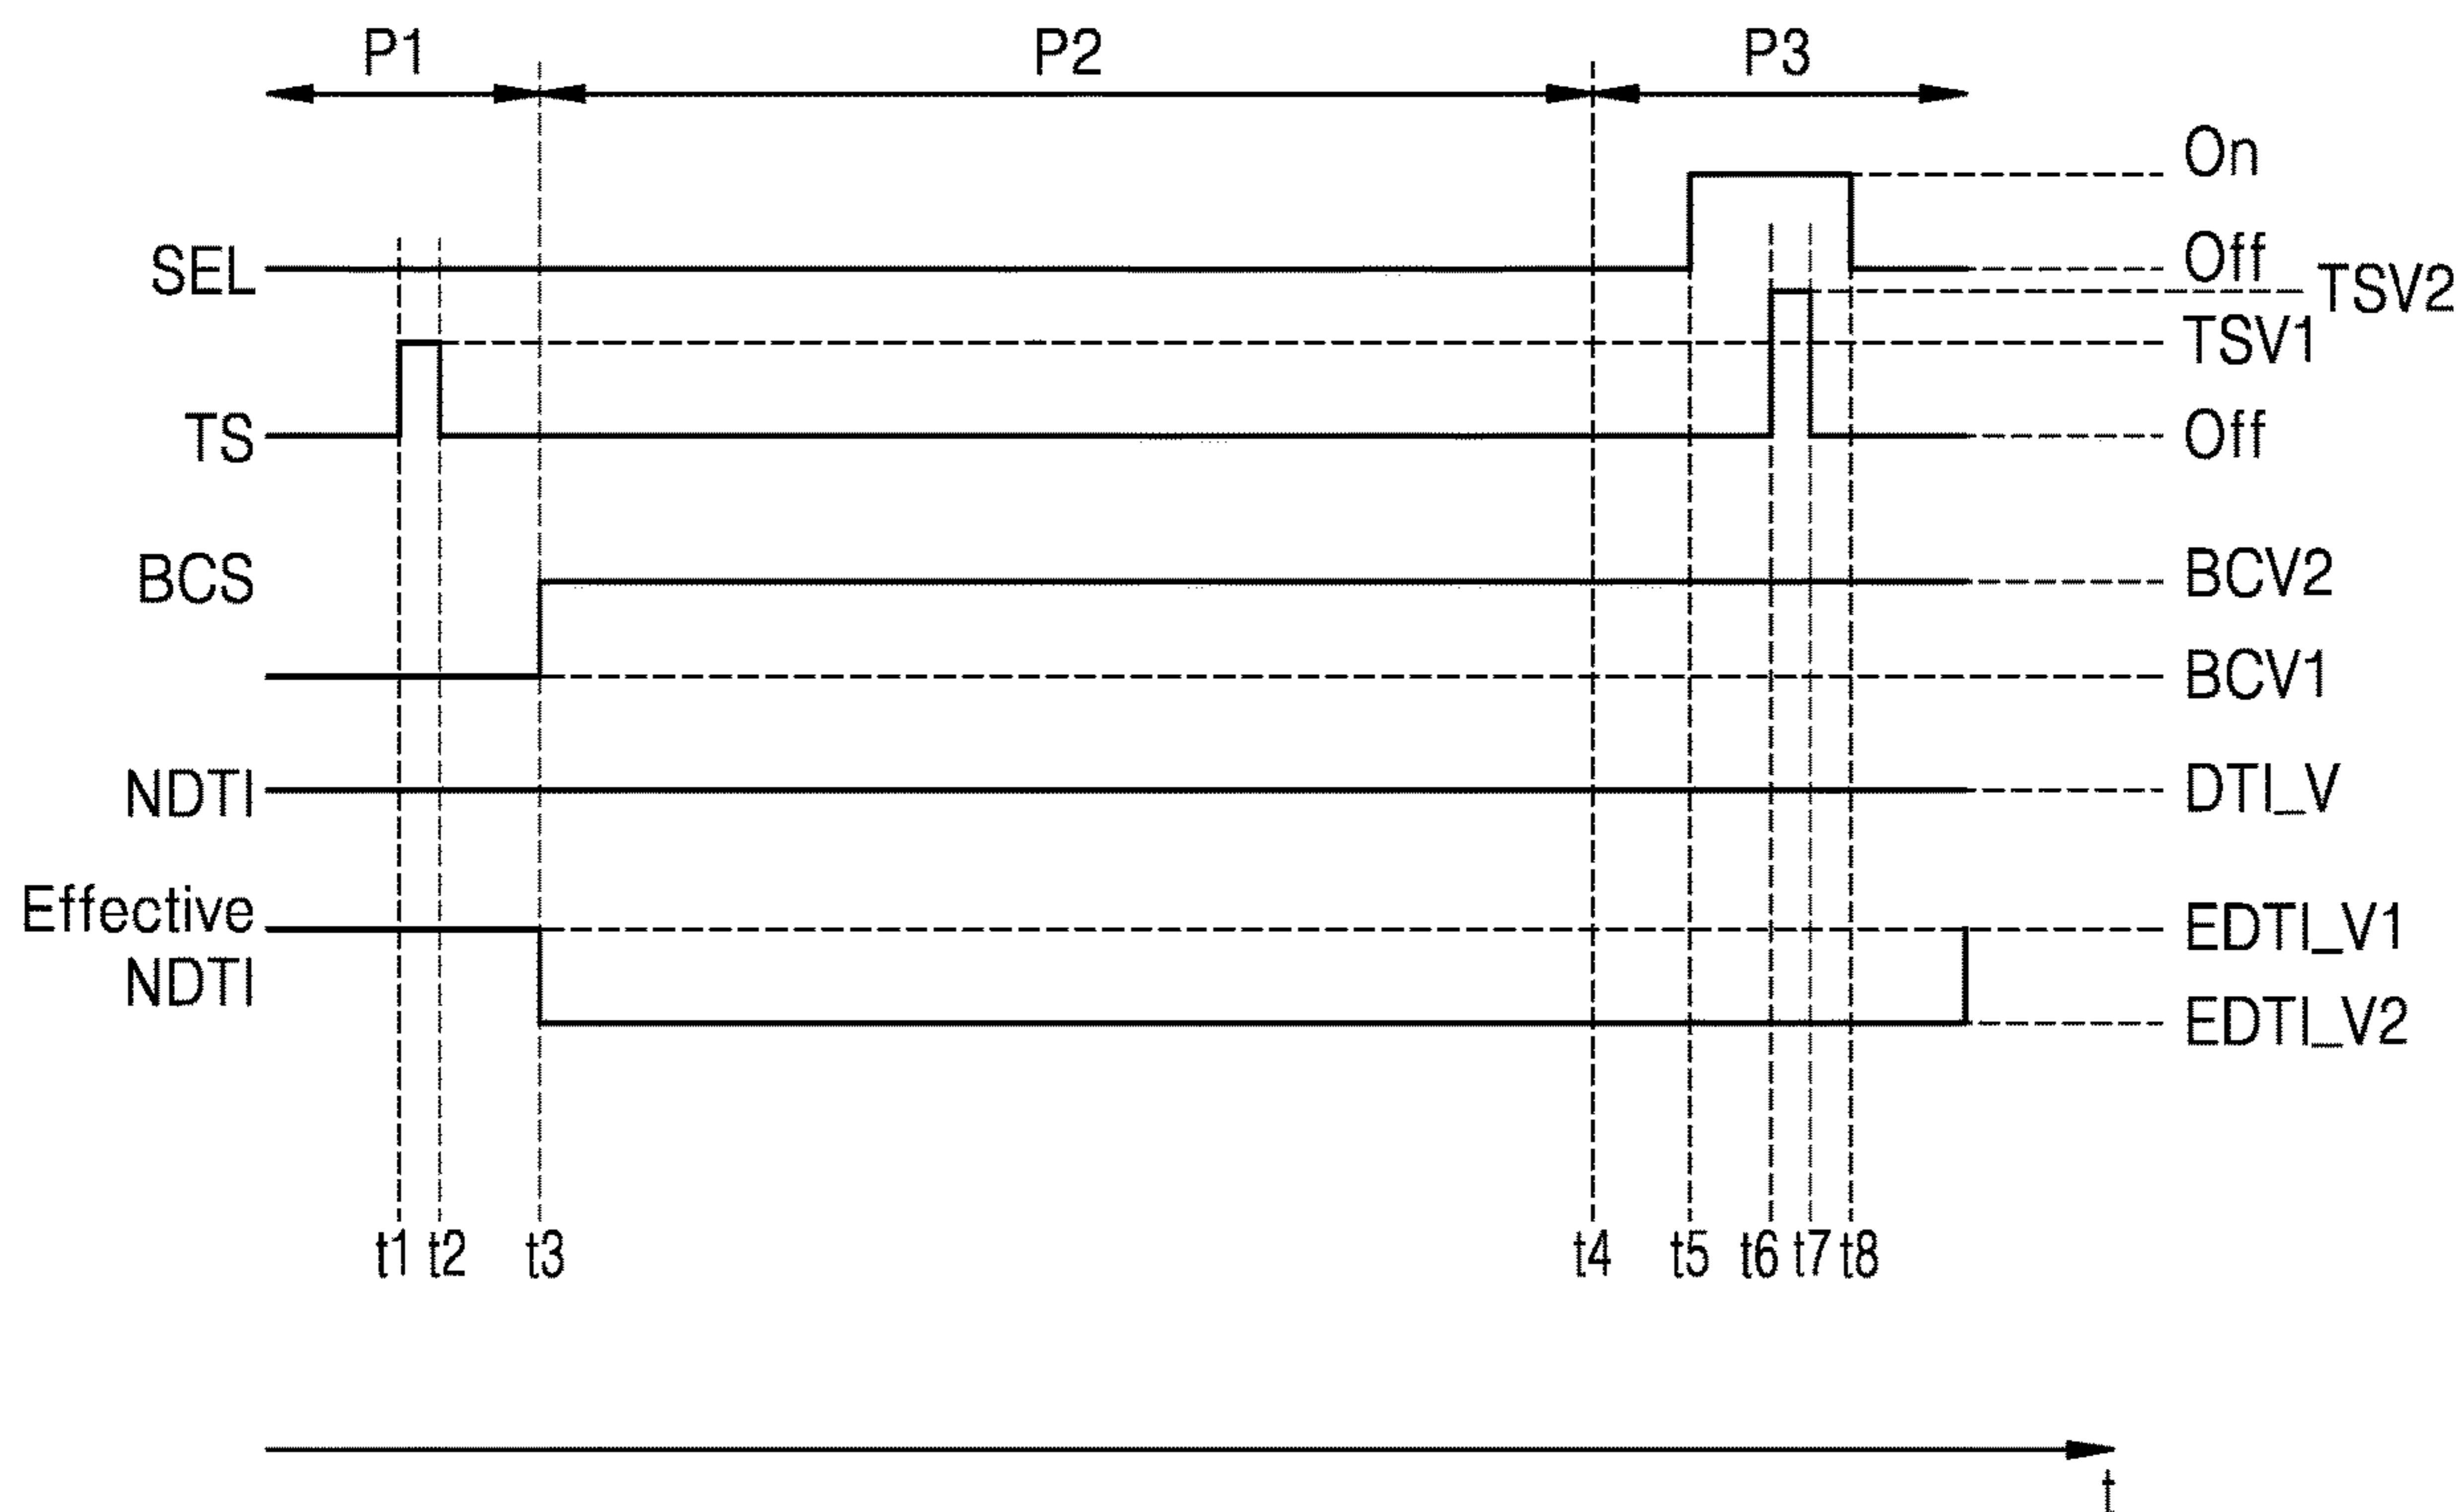 P1 P2 P3
On
SEL Off
TSV2
TSV1
TS Off
BCS BCV2
BCV1
NDTI DTI_V
Effective EDTI_V1
NDTI EDTI_V2
t1 t2 t3 t4 t5 t6 t7 t8
t